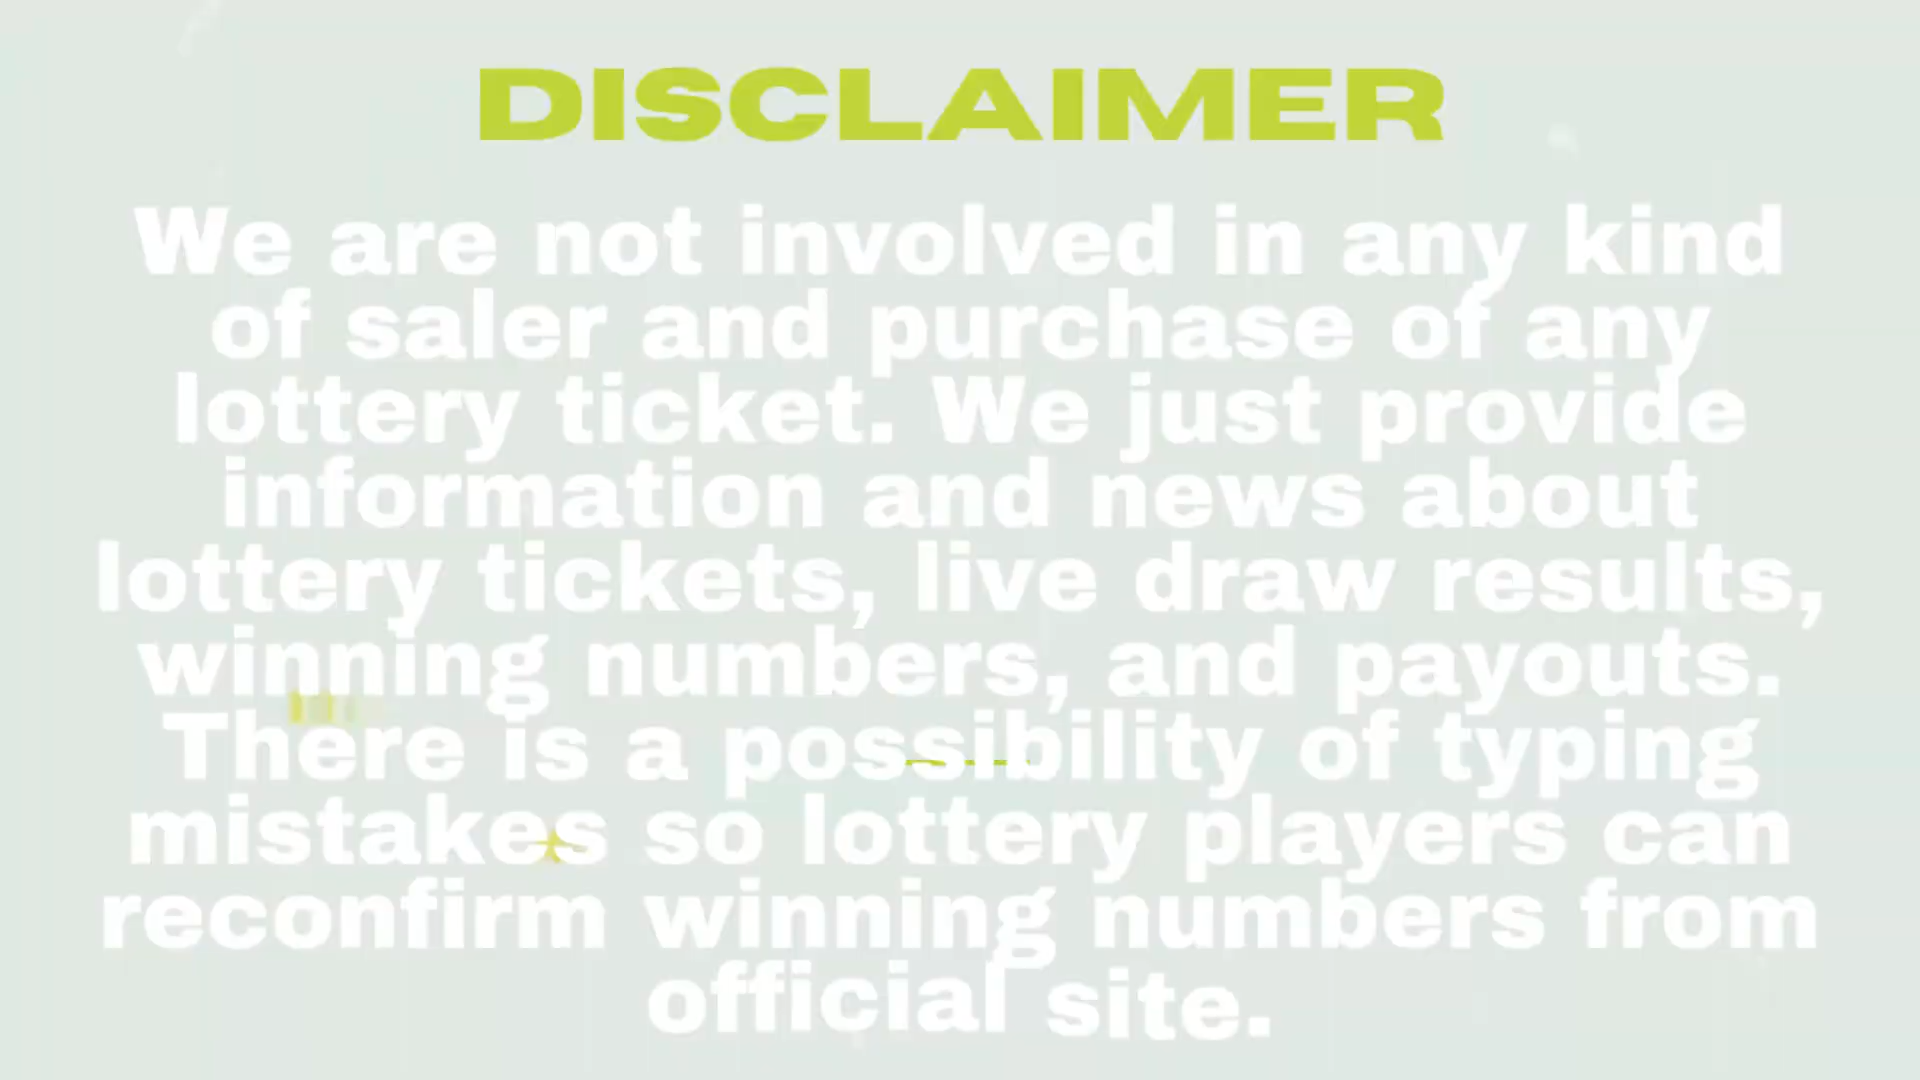 DISCLAIMER
We are not involved in any kind
of saler and purchase of any
lottery ticket. We just provide
information and news about
lottery tickets, live draw results,
winning numbers, and payouts.
There is a possibility of typing
mistakes so lottery players can
reconfirm winning numbers from
official site.